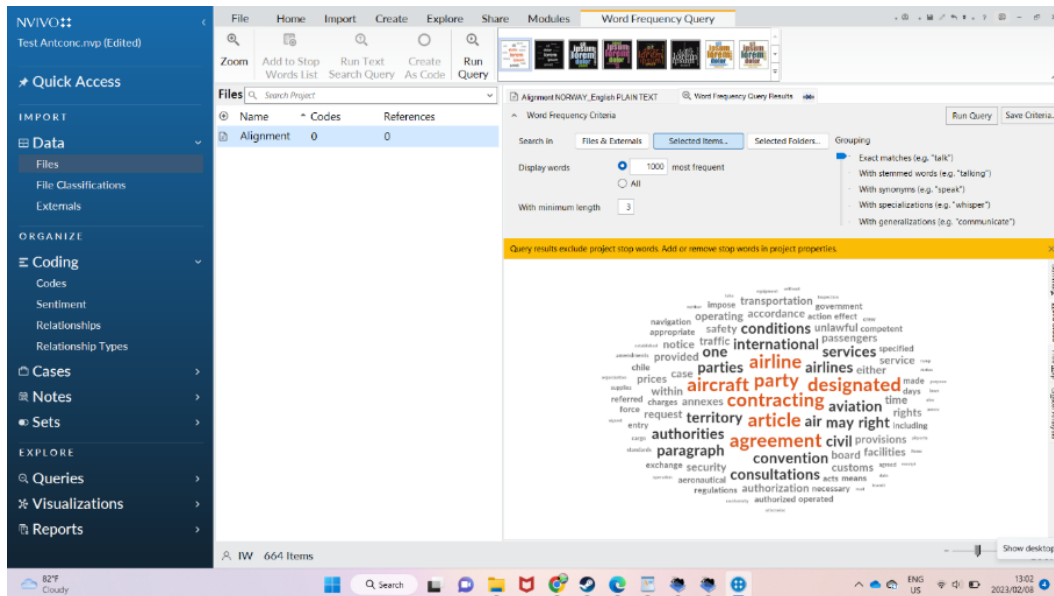 NVIVO
Test Antconc.nvp (Edited)
Quick Access
IMPORT
Data
Files
File Classifications
Externals
ORGANIZE
Coding
Codes
Sentiment
Relationships
Relationship Types
Cases
Notes
Sets
EXPLORE
Queries
Visualizations
Reports
File Home Import Create Explore Share Modules Word Frequency Query
Zoom
Add to Stop Words List
Run Text Search Query
Create As Code
Run Query
Files Search Project
Name Codes References
Alignment 0 0
Alignment NORWAY_English PLAIN TEXT Word Frequency Query Results
Word Frequency Criteria Run Query Save Criteria...
Search in Files & Externals Selected Items... Selected Folders... Grouping
Display words 1000 most frequent
All
With minimum length 3
Exact matches (e.g. "talk")
With stemmed words (e.g. "talking")
With synonyms (e.g. "speak")
With specializations (e.g. "whisper")
With generalizations (e.g. "communicate")
Query results exclude project stop words. Add or remove stop words in project properties.
impose transportation government
operating accordance action effect
navigation
appropriate safety conditions unlawful competent
notice traffic international passengers
provided one services specified
chile parties airline airlines either service
prices case
within aircraft party designated made days
referred charges annexes contracting aviation time
force request territory article air may right rights including
entry
authorities agreement civil provisions
paragraph convention board facilities
exchange security consultations customs
aeronautical acts means
regulations authorization necessary
authorized operated
IW 664 Items
Show desktop
82°F
Cloudy
Search
ENG
US
13:02
2023/02/08